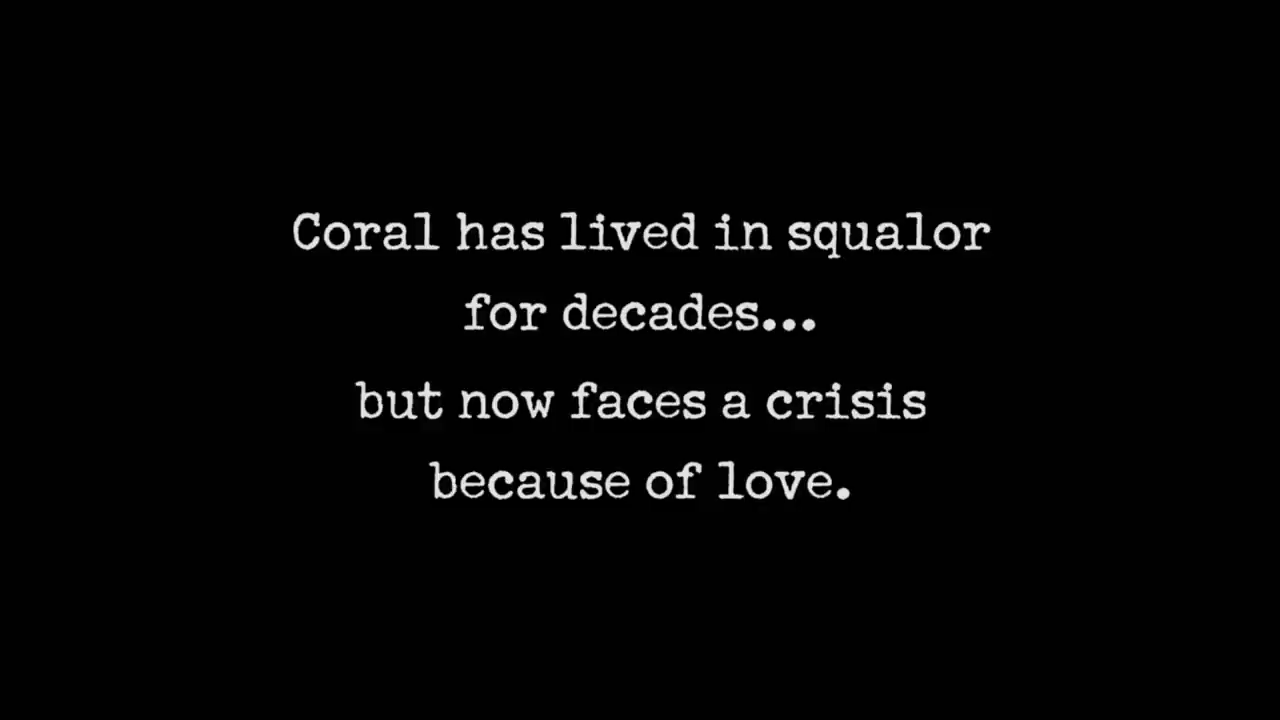 Coral has lived in squalor
for decades...
but now faces a crisis
because of love.